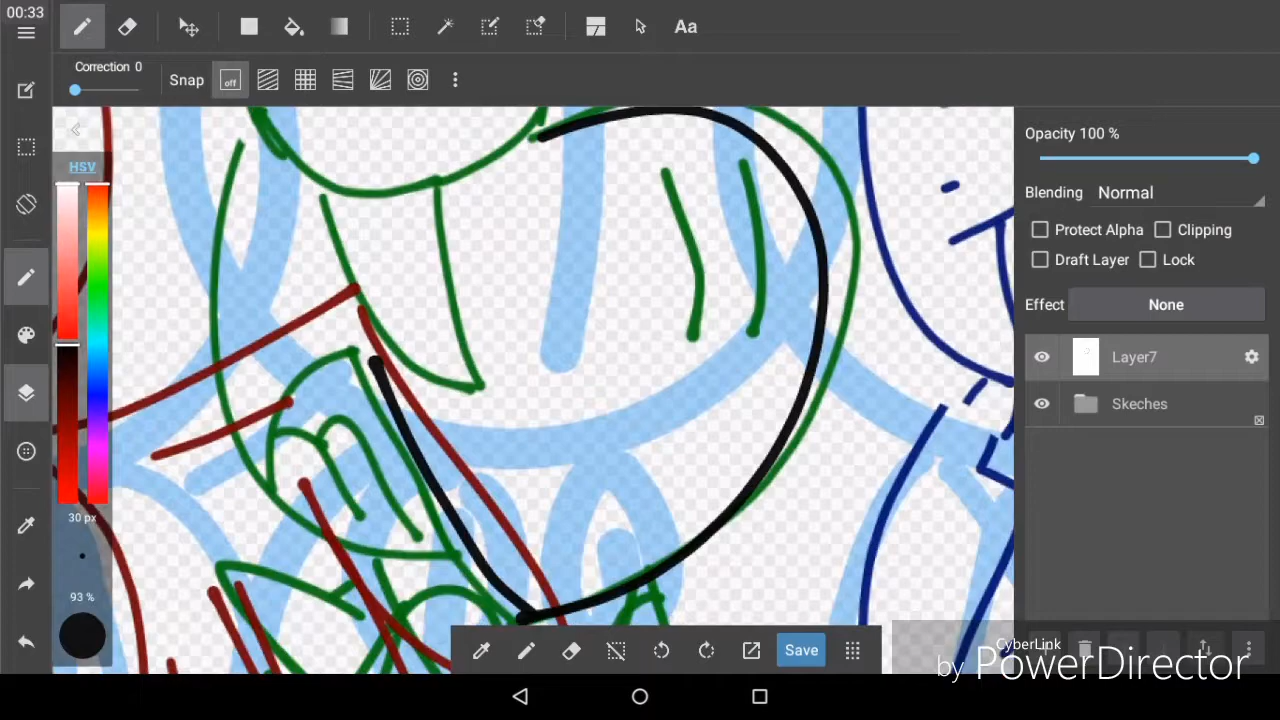 00:33
Aa
Correction 0
Snap
off
HSV
30 px
93 %
Opacity 100 %
Blending Normal
Protect Alpha Clipping
Draft Layer Lock
Effect None
Layer7
Skeches
Save
CyberLink
by PowerDirector